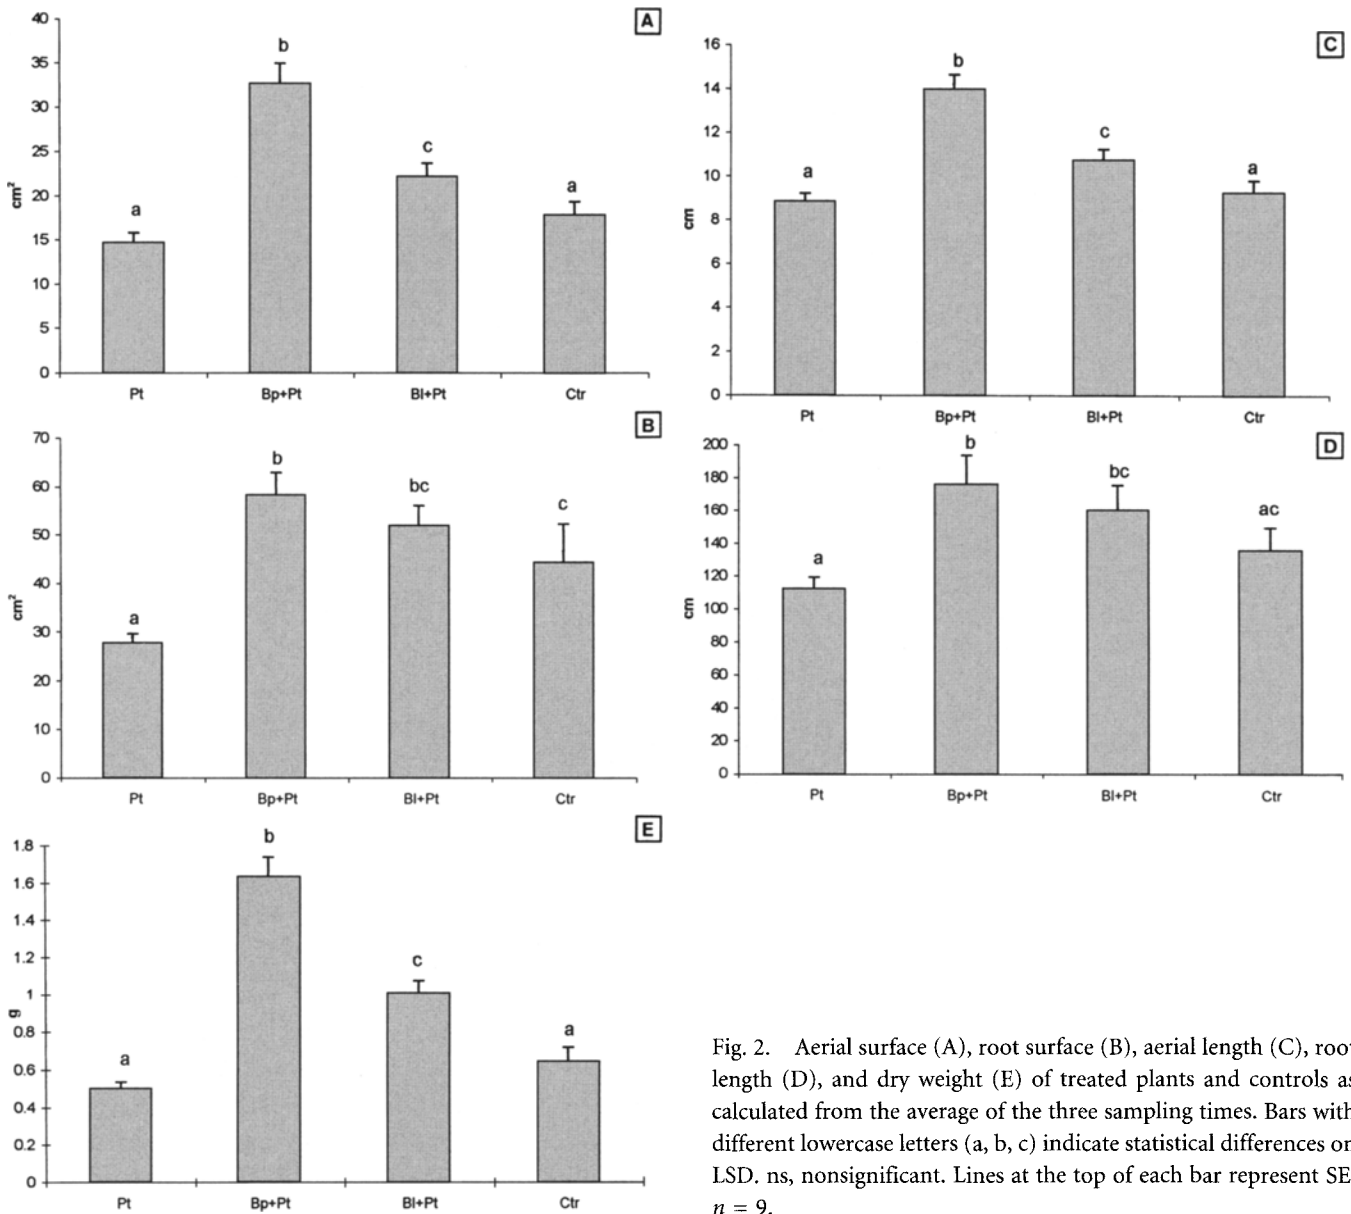 A
40
35
30
25
20
15
10
5
0
cm²
a
b
c
a
Pt
Bp+Pt
Bl+Pt
Ctr
C
16
14
12
10
8
6
4
2
0
cm
a
b
c
a
Pt
Bp+Pt
Bl+Pt
Ctr
B
70
60
50
40
30
20
10
0
cm²
a
b
bc
c
Pt
Bp+Pt
Bl+Pt
Ctr
D
200
180
160
140
120
100
80
60
40
20
0
cm
a
b
bc
ac
Pt
Bp+Pt
Bl+Pt
Ctr
E
1.8
1.6
1.4
1.2
1
0.8
0.6
0.4
0.2
0
g
a
b
c
a
Pt
Bp+Pt
Bl+Pt
Ctr
Fig. 2. Aerial surface (A), root surface (B), aerial length (C), root
length (D), and dry weight (E) of treated plants and controls as
calculated from the average of the three sampling times. Bars with
different lowercase letters (a, b, c) indicate statistical differences on
LSD. ns, nonsignificant. Lines at the top of each bar represent SE
n = 9.